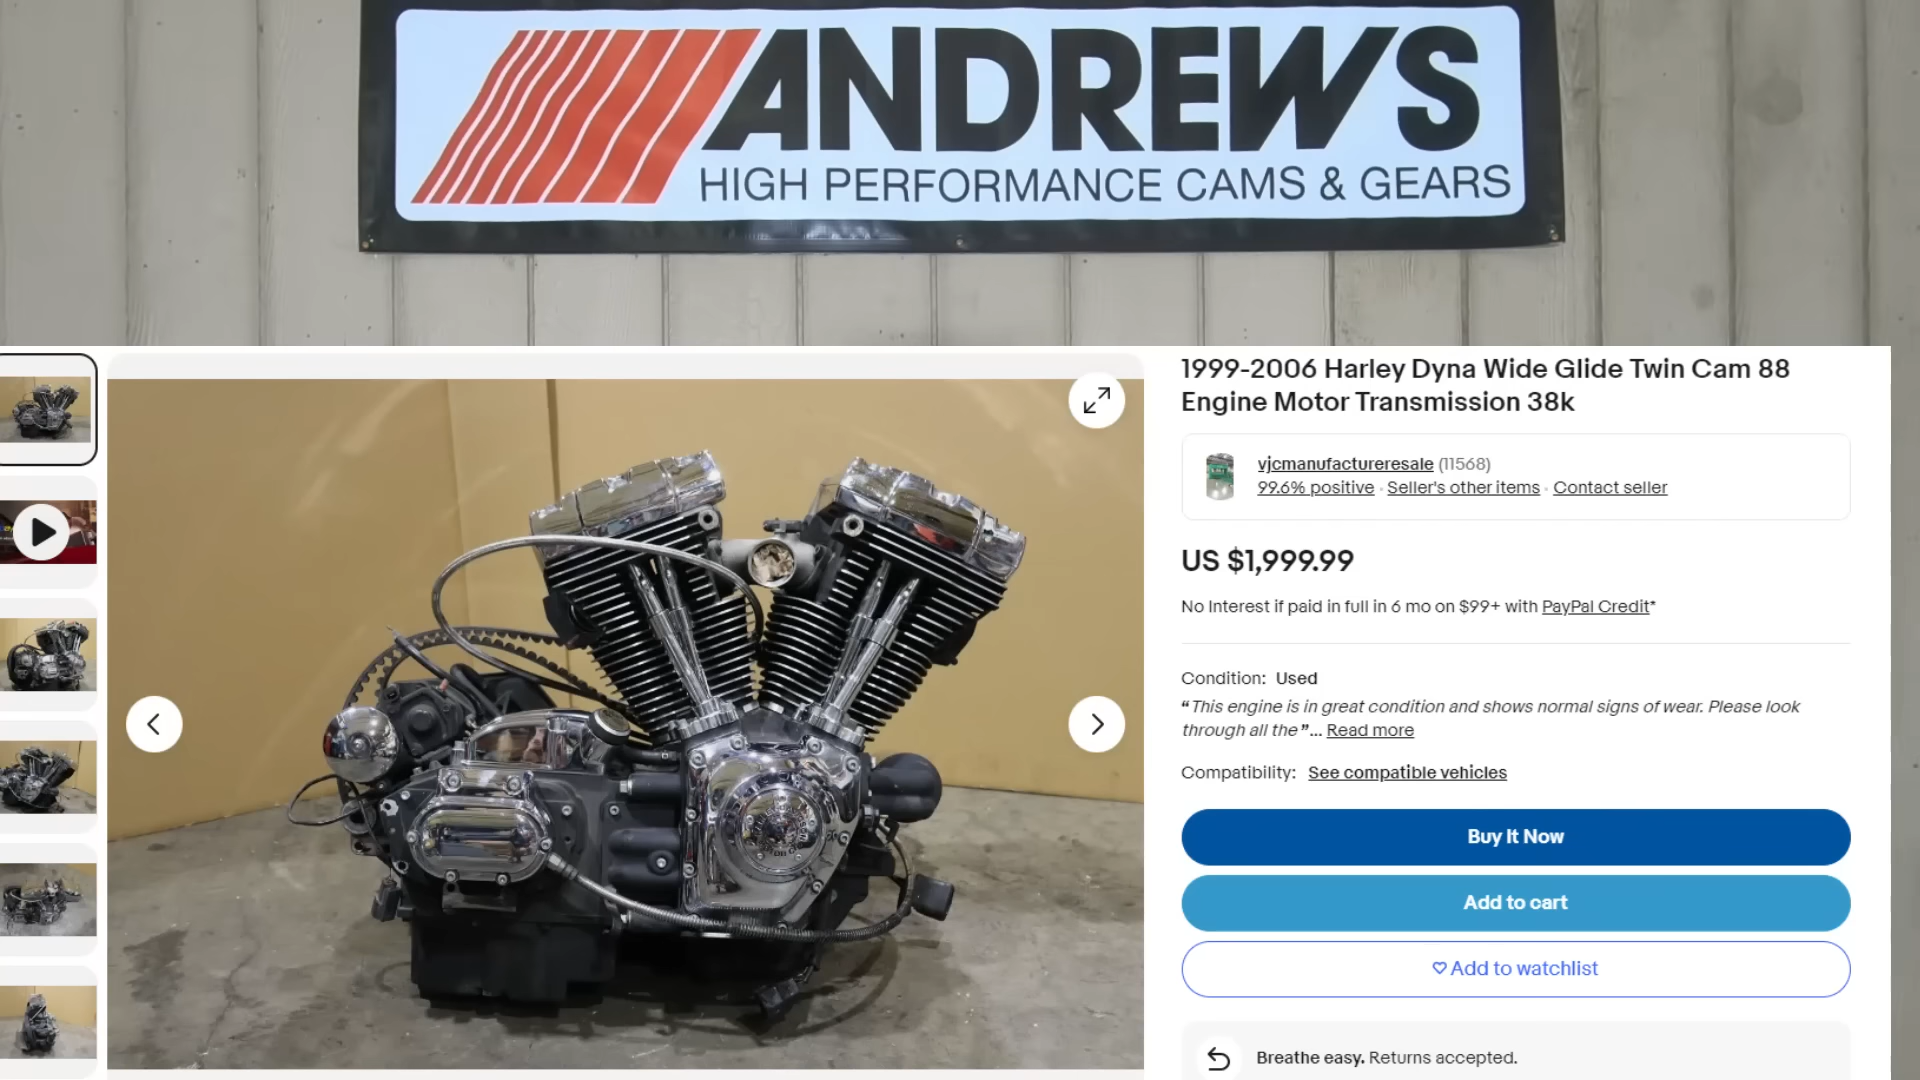 ANDREWS
HIGH PERFORMANCE CAMS & GEARS
1999-2006 Harley Dyna Wide Glide Twin Cam 88
Engine Motor Transmission 38k
vjcmanufactureresale (11568)
99.6% positive · Seller's other items · Contact seller
US $1,999.99
No Interest if paid in full in 6 mo on $99+ with PayPal Credit*
Condition: Used
“This engine is in great condition and shows normal signs of wear. Please look
through all the”... Read more
Compatibility: See compatible vehicles
Buy It Now
Add to cart
Add to watchlist
Breathe easy. Returns accepted.